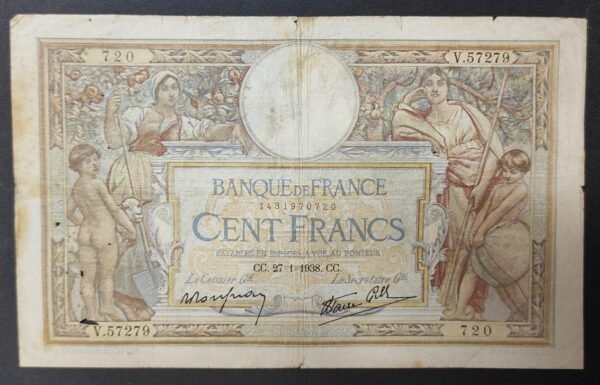 720 V.57279
BANQUE DE FRANCE
1431970720
CENT FRANCS
PAYABLES EN ESPÈCES, À VUE, AU PORTEUR
CC. 27-1-1938. CC.
Le Caissier Gal Le Secrétaire Gal
V.57279 720